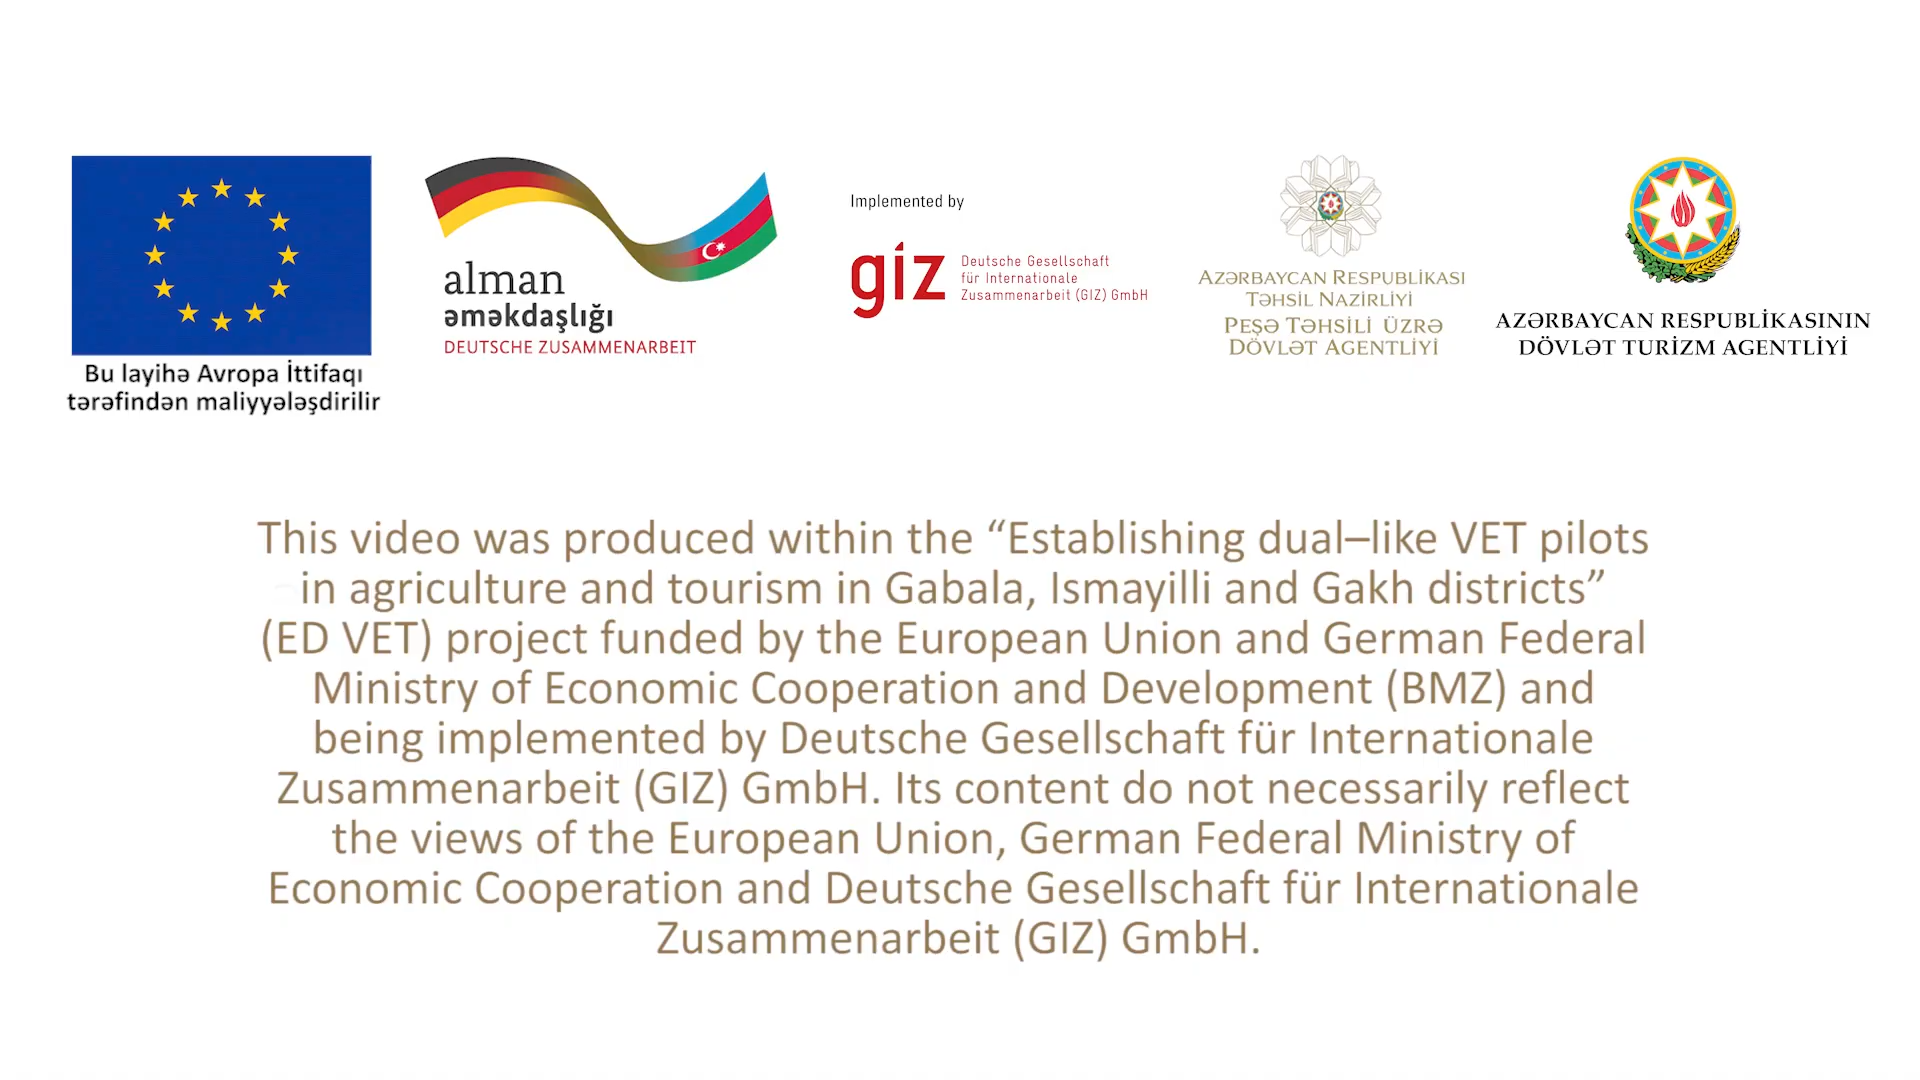 Bu layihə Avropa İttifaqı
tərəfindən maliyyələşdirilir
alman
əməkdaşlığı
DEUTSCHE ZUSAMMENARBEIT
Implemented by
giz
Deutsche Gesellschaft
für Internationale
Zusammenarbeit (GIZ) GmbH
AZƏRBAYCAN RESPUBLİKASI
TƏHSİL NAZİRLİYİ
PEŞƏ TƏHSİLİ ÜZRƏ
DÖVLƏT AGENTLİYİ
AZƏRBAYCAN RESPUBLİKASININ
DÖVLƏT TURİZM AGENTLİYİ
This video was produced within the “Establishing dual–like VET pilots
in agriculture and tourism in Gabala, Ismayilli and Gakh districts”
(ED VET) project funded by the European Union and German Federal
Ministry of Economic Cooperation and Development (BMZ) and
being implemented by Deutsche Gesellschaft für Internationale
Zusammenarbeit (GIZ) GmbH. Its content do not necessarily reflect
the views of the European Union, German Federal Ministry of
Economic Cooperation and Deutsche Gesellschaft für Internationale
Zusammenarbeit (GIZ) GmbH.